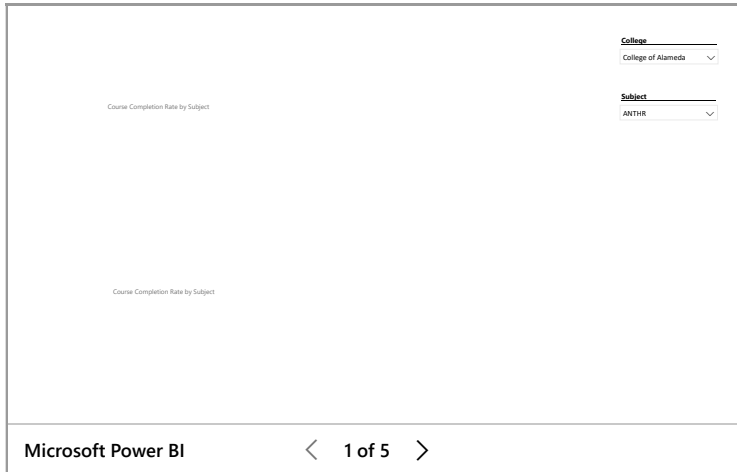 College
College of Alameda
Course Completion Rate by Subject
Subject
ANTHR
Course Completion Rate by Subject
Microsoft Power BI
1 of 5